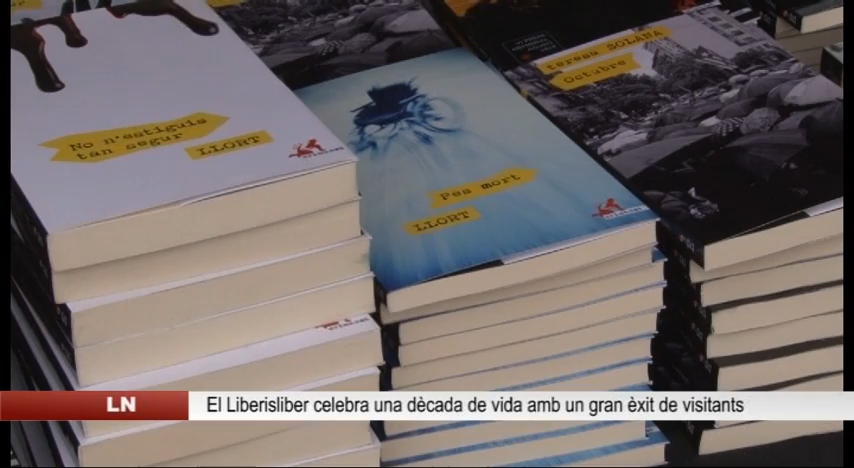 No n'estiguis
tan segur
LLORT
Pes mort
LLORT
teresa SOLANA
Octubre
LN
El Liberisliber celebra una dècada de vida amb un gran èxit de visitants